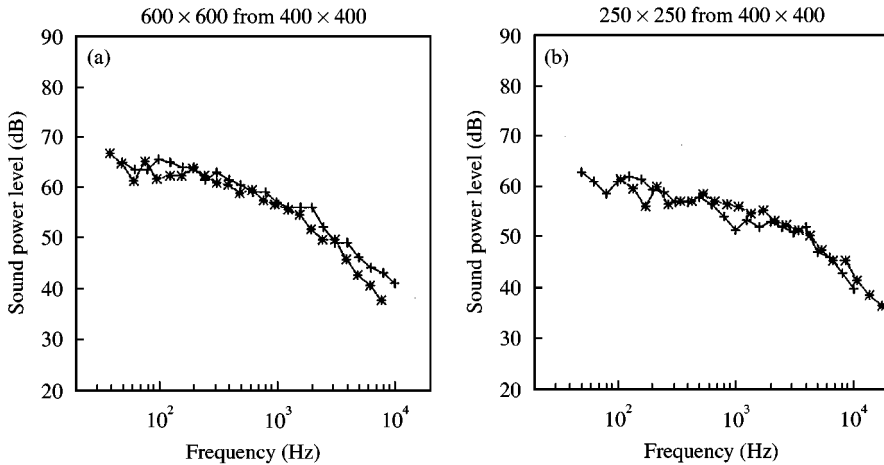 600 × 600 from 400 × 400
250 × 250 from 400 × 400
(a)
90
80
70
60
50
40
30
20
Sound power level (dB)
10²
10³
10⁴
Frequency (Hz)
(b)
90
80
70
60
50
40
30
20
Sound power level (dB)
10²
10³
10⁴
Frequency (Hz)